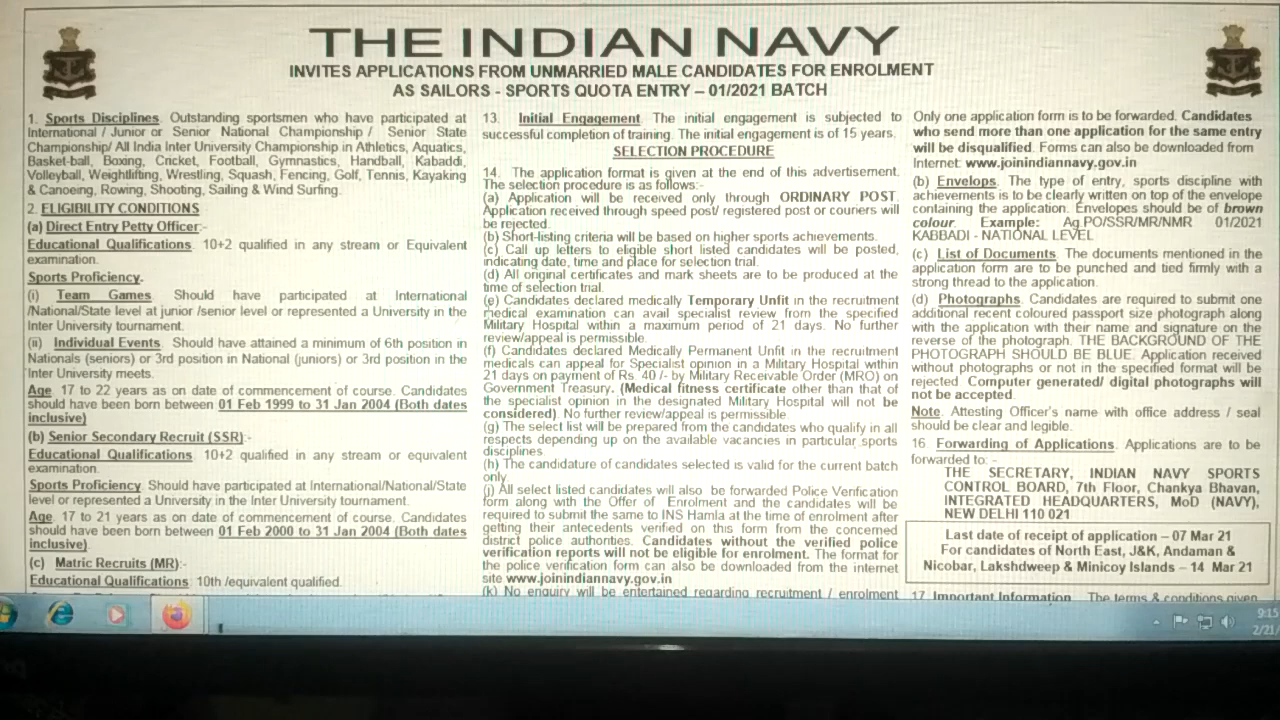 THE INDIAN NAVY
INVITES APPLICATIONS FROM UNMARRIED MALE CANDIDATES FOR ENROLMENT
AS SAILORS - SPORTS QUOTA ENTRY – 01/2021 BATCH
1. Sports Disciplines. Outstanding sportsmen who have participated at
International / Junior or Senior National Championship / Senior State
Championship/ All India Inter University Championship in Athletics, Aquatics,
Basket-ball, Boxing, Cricket, Football, Gymnastics, Handball, Kabaddi,
Volleyball, Weightlifting, Wrestling, Squash, Fencing, Golf, Tennis, Kayaking
& Canoeing, Rowing, Shooting, Sailing & Wind Surfing.
2. ELIGIBILITY CONDITIONS
(a) Direct Entry Petty Officer:-
Educational Qualifications. 10+2 qualified in any stream or Equivalent
examination.
Sports Proficiency.
(i) Team Games. Should have participated at International
/National/State level at junior /senior level or represented a University in the
Inter University tournament.
(ii) Individual Events. Should have attained a minimum of 6th position in
Nationals (seniors) or 3rd position in National (juniors) or 3rd position in the
Inter University meets.
Age 17 to 22 years as on date of commencement of course. Candidates
should have been born between 01 Feb 1999 to 31 Jan 2004 (Both dates
inclusive)
(b) Senior Secondary Recruit (SSR):-
Educational Qualifications. 10+2 qualified in any stream or equivalent
examination.
Sports Proficiency. Should have participated at International/National/State
level or represented a University in the Inter University tournament.
Age 17 to 21 years as on date of commencement of course. Candidates
should have been born between 01 Feb 2000 to 31 Jan 2004 (Both dates
inclusive).
(c) Matric Recruits (MR):-
Educational Qualifications. 10th /equivalent qualified.
13. Initial Engagement. The initial engagement is subjected to
successful completion of training. The initial engagement is of 15 years.
SELECTION PROCEDURE
14. The application format is given at the end of this advertisement.
The selection procedure is as follows:-
(a) Application will be received only through ORDINARY POST.
Application received through speed post/ registered post or couriers will
be rejected.
(b) Short-listing criteria will be based on higher sports achievements.
(c) Call up letters to eligible short listed candidates will be posted,
indicating date, time and place for selection trial.
(d) All original certificates and mark sheets are to be produced at the
time of selection trial.
(e) Candidates declared medically Temporary Unfit in the recruitment
medical examination can avail specialist review from the specified
Military Hospital within a maximum period of 21 days. No further
review/appeal is permissible.
(f) Candidates declared Medically Permanent Unfit in the recruitment
medicals can appeal for Specialist opinion in a Military Hospital within
21 days on payment of Rs. 40 /- by Military Receivable Order (MRO) on
Government Treasury. (Medical fitness certificate other than that of
the specialist opinion in the designated Military Hospital will not be
considered). No further review/appeal is permissible.
(g) The select list will be prepared from the candidates who qualify in all
respects depending up on the available vacancies in particular sports
disciplines.
(h) The candidature of candidates selected is valid for the current batch
only.
(j) All select listed candidates will also be forwarded Police Verification
form along with the Offer of Enrolment and the candidates will be
required to submit the same to INS Hamla at the time of enrolment after
getting their antecedents verified on this form from the concerned
district police authorities. Candidates without the verified police
verification reports will not be eligible for enrolment. The format for
the police verification form can also be downloaded from the internet
site www.joinindiannavy.gov.in
(k) No enquiry will be entertained regarding recruitment / enrolment
Only one application form is to be forwarded. Candidates
who send more than one application for the same entry
will be disqualified. Forms can also be downloaded from
Internet: www.joinindiannavy.gov.in
(b) Envelops. The type of entry, sports discipline with
achievements is to be clearly written on top of the envelope
containing the application. Envelopes should be of brown
colour. Example: Ag.PO/SSR/MR/NMR 01/2021
KABBADI - NATIONAL LEVEL
(c) List of Documents. The documents mentioned in the
application form are to be punched and tied firmly with a
strong thread to the application.
(d) Photographs. Candidates are required to submit one
additional recent coloured passport size photograph along
with the application with their name and signature on the
reverse of the photograph. THE BACKGROUND OF THE
PHOTOGRAPH SHOULD BE BLUE. Application received
without photographs or not in the specified format will be
rejected. Computer generated/ digital photographs will
not be accepted.
Note. Attesting Officer's name with office address / seal
should be clear and legible.
16 Forwarding of Applications. Applications are to be
forwarded to: -
THE SECRETARY, INDIAN NAVY SPORTS
CONTROL BOARD, 7th Floor, Chankya Bhavan,
INTEGRATED HEADQUARTERS, MoD (NAVY),
NEW DELHI 110 021
Last date of receipt of application – 07 Mar 21
For candidates of North East, J&K, Andaman &
Nicobar, Lakshdweep & Minicoy Islands – 14 Mar 21
17 Important Information. The terms & conditions given
9:15
2/21/